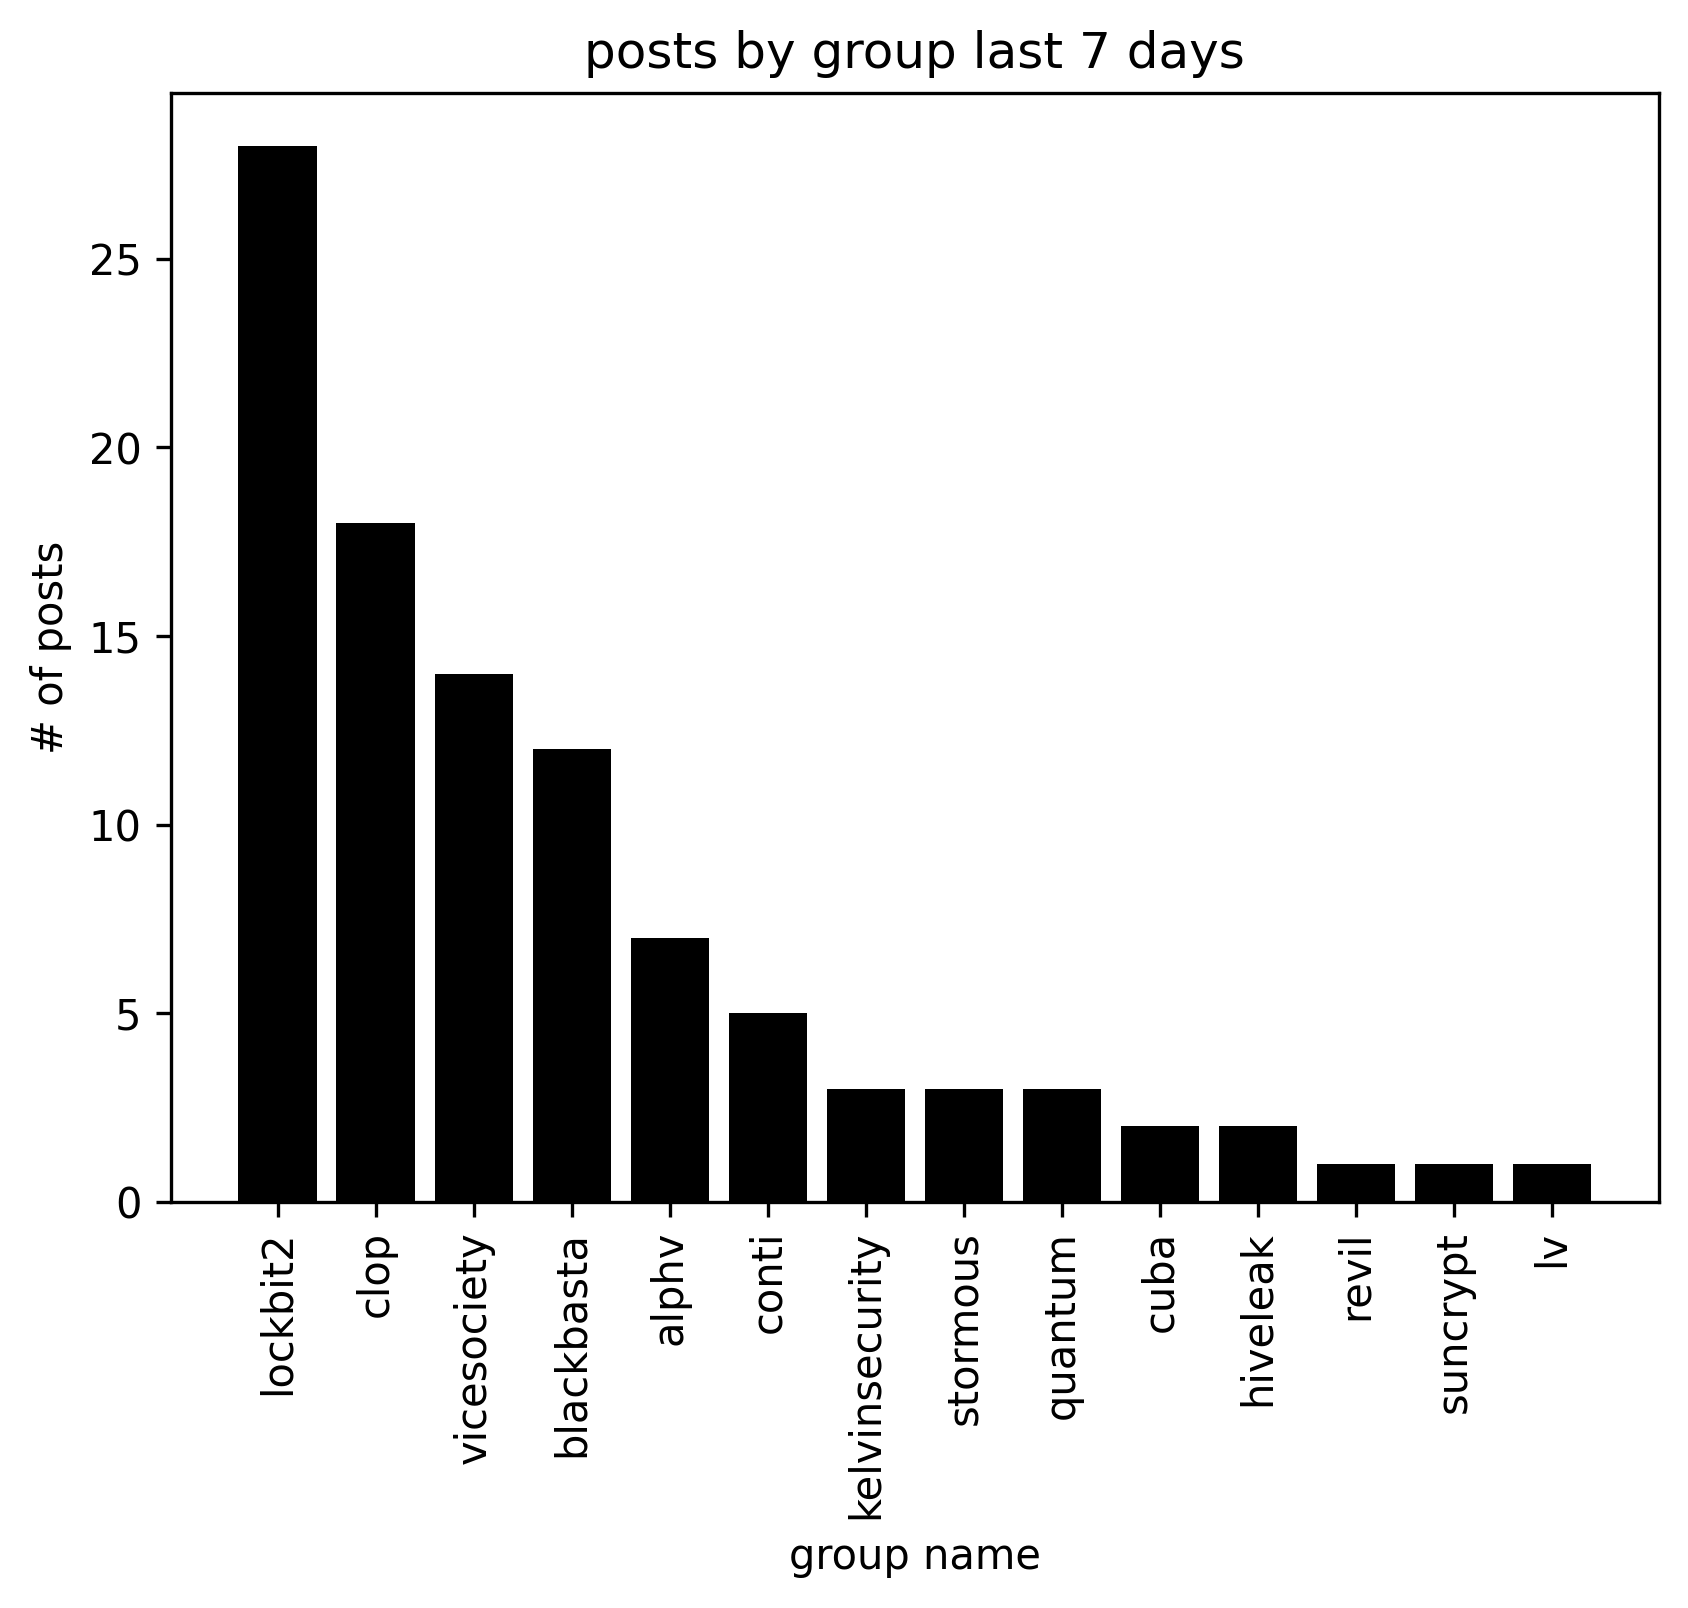 posts by group last 7 days
# of posts
25
20
15
10
5
0
lockbit2
clop
vicesociety
blackbasta
alphv
conti
kelvinsecurity
stormous
quantum
cuba
hiveleak
revil
suncrypt
lv
group name